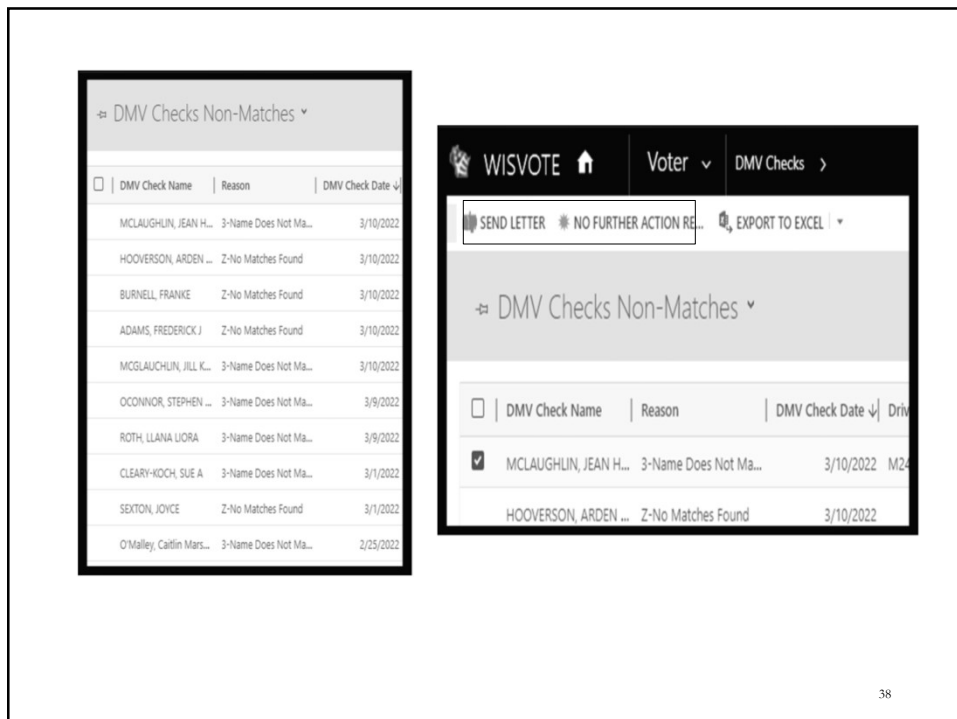 DMV Checks Non-Matches
DMV Check Name | Reason | DMV Check Date
MCLAUGHLIN, JEAN H... 3-Name Does Not Ma... 3/10/2022
HOOVERSON, ARDEN ... Z-No Matches Found 3/10/2022
BURNELL, FRANKE Z-No Matches Found 3/10/2022
ADAMS, FREDERICK J Z-No Matches Found 3/10/2022
MCGLAUCHLIN, JILL K... 3-Name Does Not Ma... 3/10/2022
OCONNOR, STEPHEN ... 3-Name Does Not Ma... 3/9/2022
ROTH, LLANA LIORA 3-Name Does Not Ma... 3/9/2022
CLEARY-KOCH, SUE A 3-Name Does Not Ma... 3/1/2022
SEXTON, JOYCE Z-No Matches Found 3/1/2022
O'Malley, Caitlin Mars... 3-Name Does Not Ma... 2/25/2022
WISVOTE Voter DMV Checks
SEND LETTER NO FURTHER ACTION RE... EXPORT TO EXCEL
DMV Checks Non-Matches
DMV Check Name | Reason | DMV Check Date Driv
MCLAUGHLIN, JEAN H... 3-Name Does Not Ma... 3/10/2022 M24
HOOVERSON, ARDEN ... Z-No Matches Found 3/10/2022
38